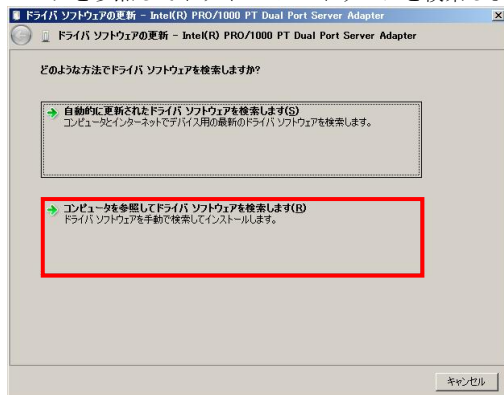 ドライバ ソフトウェアの更新 - Intel(R) PRO/1000 PT Dual Port Server Adapter
ドライバ ソフトウェアの更新 - Intel(R) PRO/1000 PT Dual Port Server Adapter
どのような方法でドライバ ソフトウェアを検索しますか?
自動的に更新されたドライバ ソフトウェアを検索します(S)
コンピュータとインターネットでデバイス用の最新のドライバ ソフトウェアを検索します。
コンピュータを参照してドライバ ソフトウェアを検索します(R)
ドライバ ソフトウェアを手動で検索してインストールします。
キャンセル